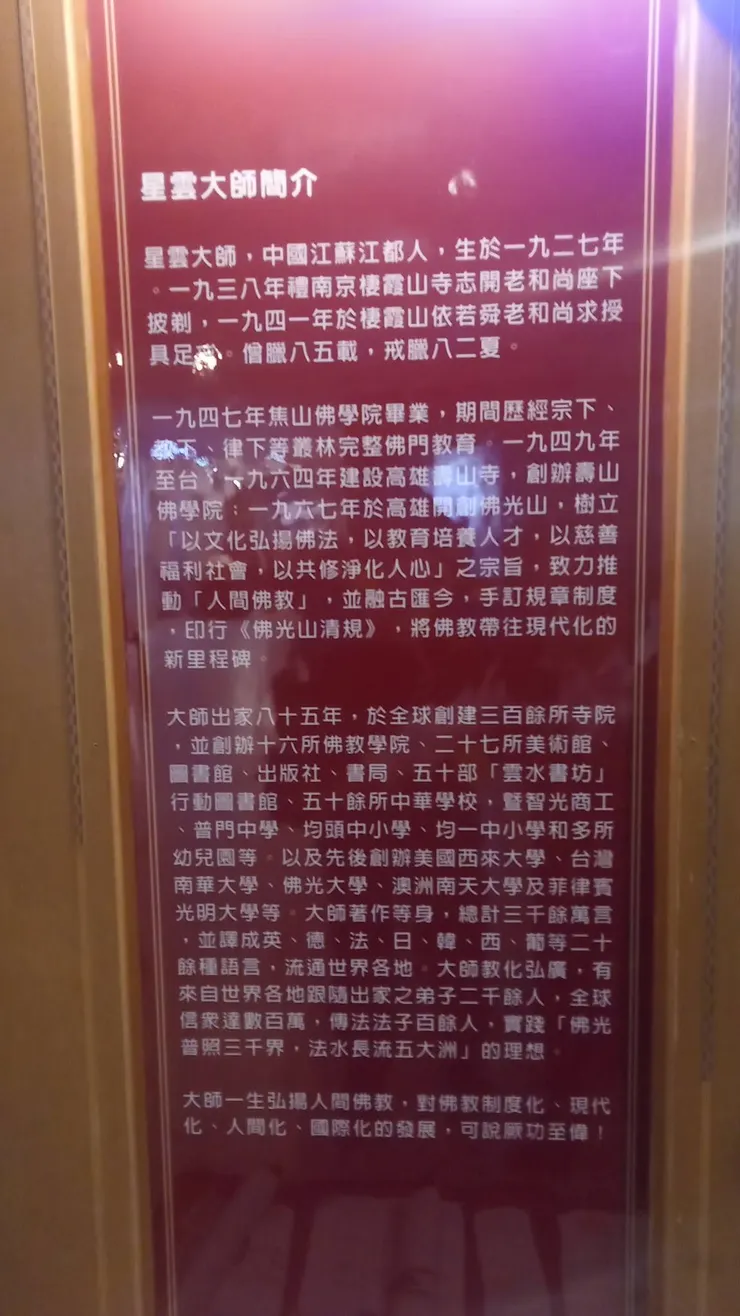 星雲大師簡介
星雲大師，中國江蘇江都人，生於一九二七年
。一九三八年禮南京棲霞山寺志開老和尚座下
披剃，一九四一年於棲霞山依若舜老和尚求授
具足戒。僧臘八五載，戒臘八二夏。
一九四七年焦山佛學院畢業，期間歷經宗下、
教下、律下等叢林完整佛門教育。一九四九年
至台，一九六四年建設高雄壽山寺，創辦壽山
佛學院；一九六七年於高雄開創佛光山，樹立
「以文化弘揚佛法，以教育培養人才，以慈善
福利社會，以共修淨化人心」之宗旨，致力推
動「人間佛教」，並融古匯今，手訂規章制度
，印行《佛光山清規》，將佛教帶往現代化的
新里程碑。
大師出家八十五年，於全球創建三百餘所寺院
，並創辦十六所佛教學院、二十七所美術館、
圖書館、出版社、書局、五十部「雲水書坊」
行動圖書館、五十餘所中華學校，暨智光商工
、普門中學、均頭中小學、均一中小學和多所
幼兒園等。以及先後創辦美國西來大學、台灣
南華大學、佛光大學、澳洲南天大學及菲律賓
光明大學等。大師著作等身，總計三千餘萬言
，並譯成英、德、法、日、韓、西、葡等二十
餘種語言，流通世界各地。大師教化弘廣，有
來自世界各地跟隨出家之弟子二千餘人，全球
信眾達數百萬，傳法法子百餘人，實踐「佛光
普照三千界，法水長流五大洲」的理想。
大師一生弘揚人間佛教，對佛教制度化、現代
化、人間化、國際化的發展，可說厥功至偉！